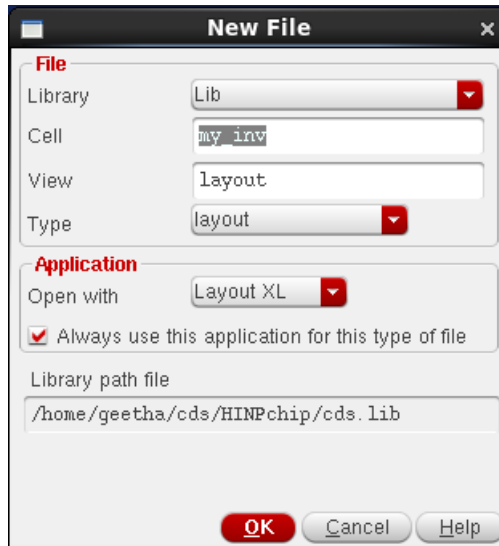 New File
File
Library Lib
Cell my_inv
View layout
Type layout
Application
Open with Layout XL
Always use this application for this type of file
Library path file
/home/geetha/cds/HINPchip/cds.lib
OK Cancel Help